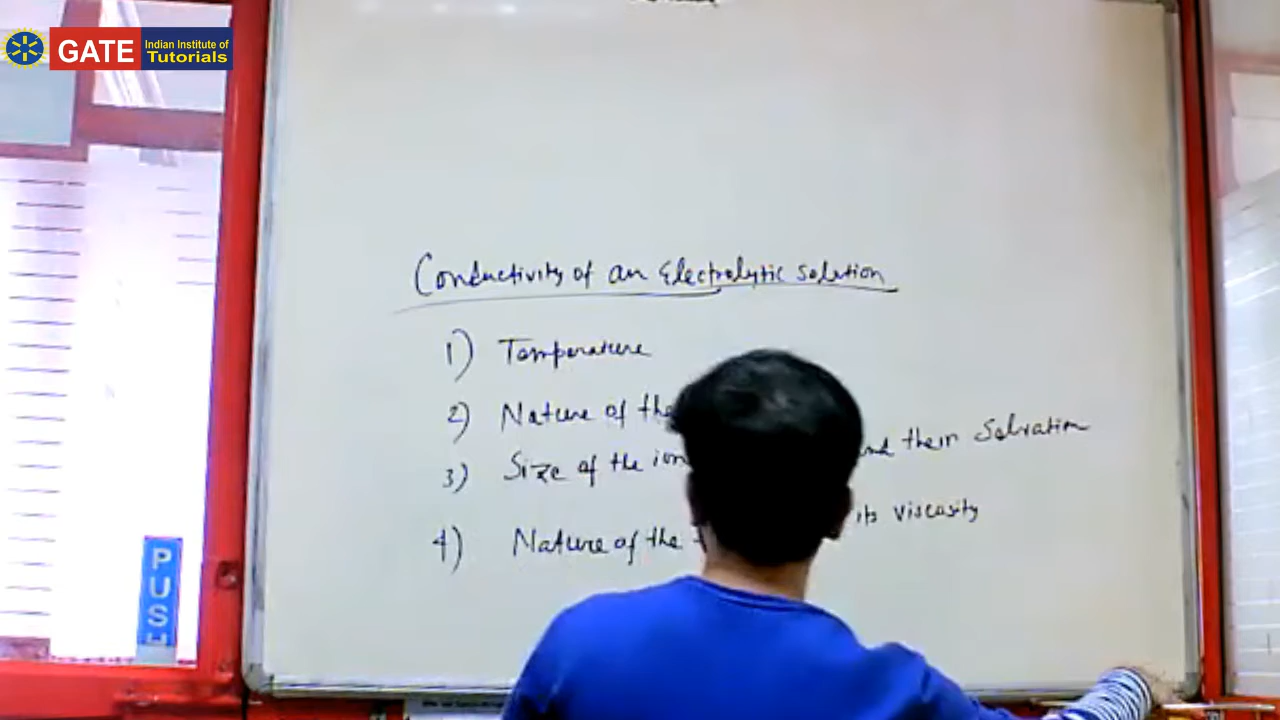 GATE
Indian Institute of
Tutorials
Conductivity of an Electrolytic solution
1) Temperature
2) Nature of the
3) Size of the ion and their Solvation
4) Nature of the its viscasity
PUSH